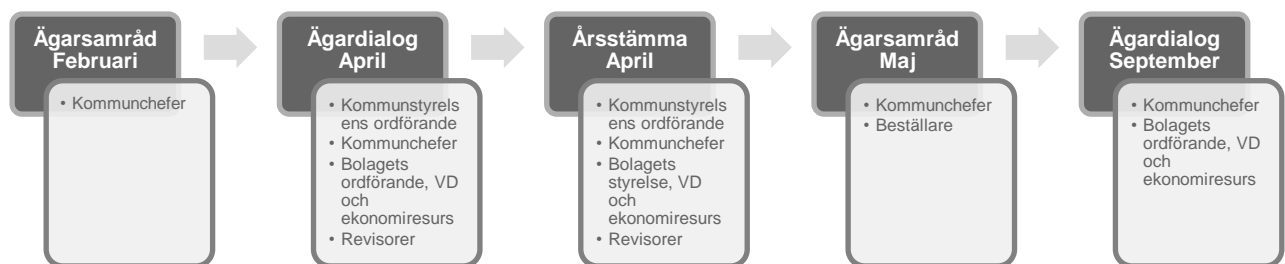 Ägarsamråd
Februari
• Kommunchefer
Ägardialog
April
• Kommunstyrels
ens ordförande
• Kommunchefer
• Bolagets
ordförande, VD
och
ekonomiresurs
• Revisorer
Årsstämma
April
• Kommunstyrels
ens ordförande
• Kommunchefer
• Bolagets
styrelse, VD
och
ekonomiresurs
• Revisorer
Ägarsamråd
Maj
• Kommunchefer
• Beställare
Ägardialog
September
• Kommunchefer
• Bolagets
ordförande, VD
och
ekonomiresurs